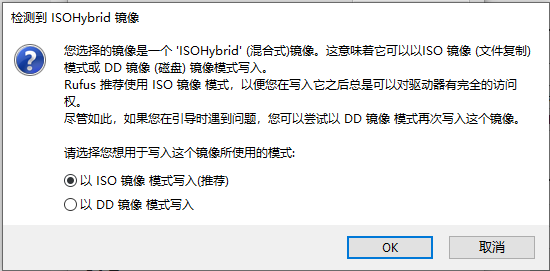 检测到 ISOHybrid 镜像
您选择的镜像是一个 'ISOHybrid' (混合式)镜像。这意味着它可以以ISO 镜像 (文件复制)
模式或 DD 镜像 (磁盘) 镜像模式写入。
Rufus 推荐使用 ISO 镜像 模式，以便您在写入它之后总是可以对驱动器有完全的访问
权。
尽管如此，如果您在引导时遇到问题，您可以尝试以 DD 镜像 模式再次写入这个镜像。
请选择您想用于写入这个镜像所使用的模式:
以 ISO 镜像 模式写入(推荐)
以 DD 镜像 模式写入
OK
取消